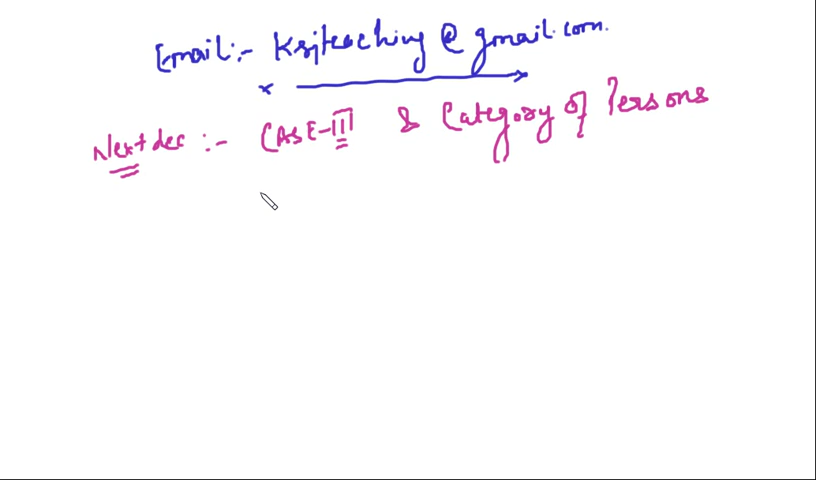 Email:- Ksjteaching @ gmail.com.
Next lec :- CASE-III & Category of Persons